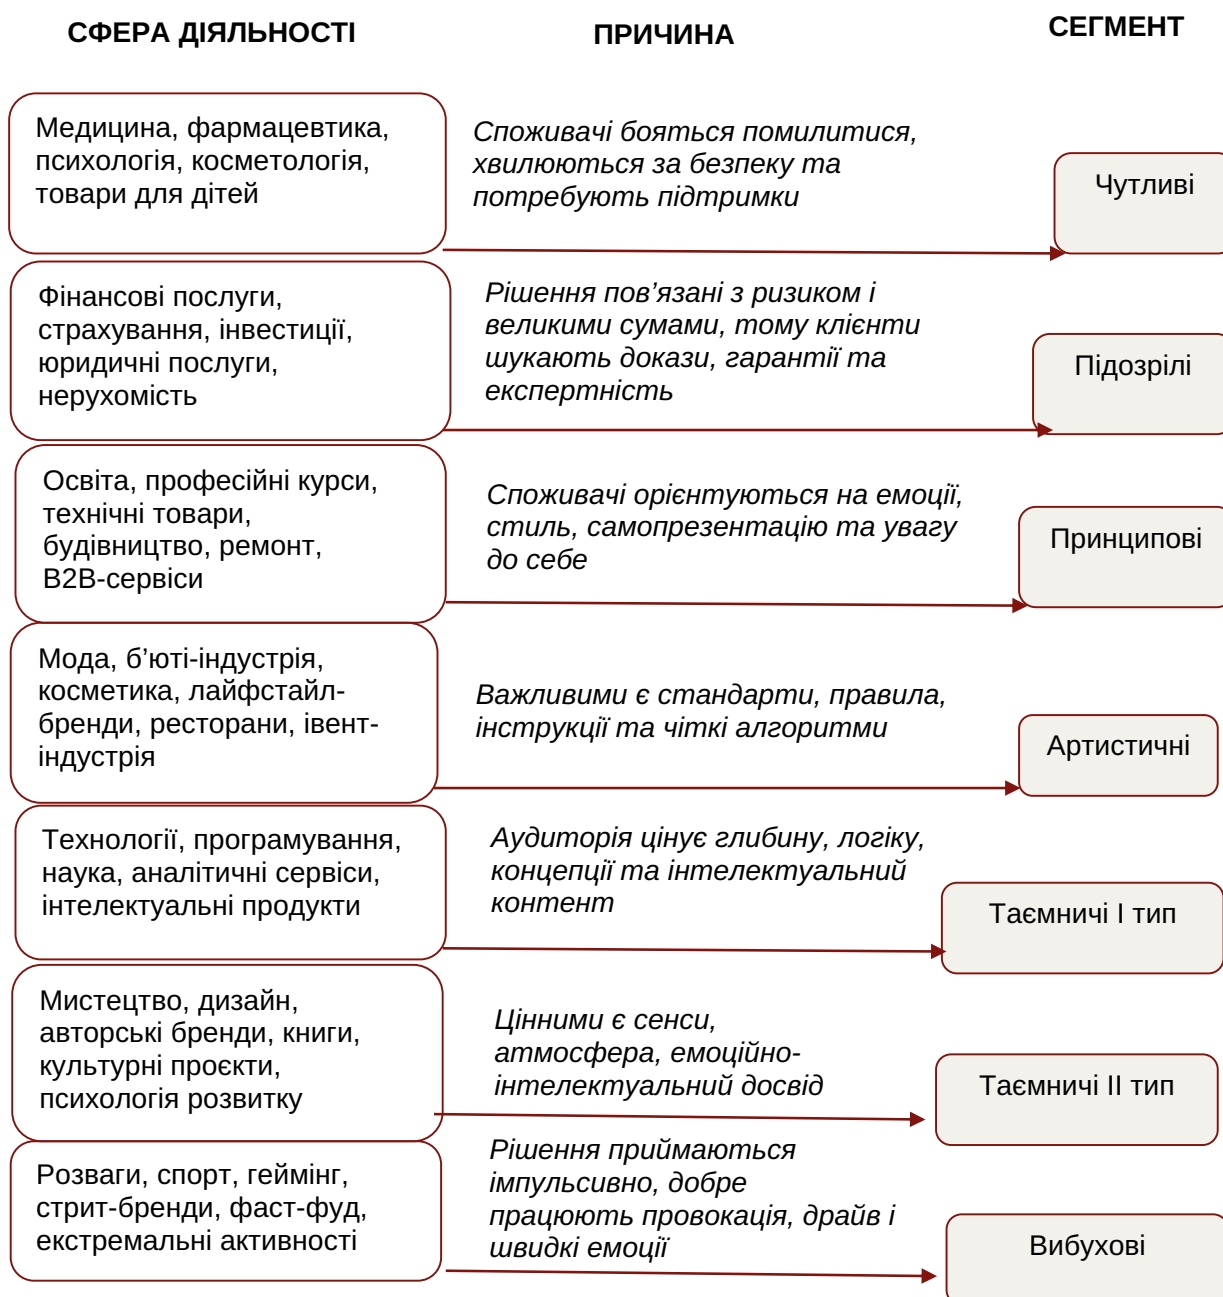 СФЕРА ДІЯЛЬНОСТІ
ПРИЧИНА
СЕГМЕНТ
Медицина, фармацевтика,
психологія, косметологія,
товари для дітей
Споживачі бояться помилитися,
хвилюються за безпеку та
потребують підтримки
Чутливі
Фінансові послуги,
страхування, інвестиції,
юридичні послуги,
нерухомість
Рішення пов’язані з ризиком і
великими сумами, тому клієнти
шукають докази, гарантії та
експертність
Підозрілі
Освіта, професійні курси,
технічні товари,
будівництво, ремонт,
B2B-сервіси
Споживачі орієнтуються на емоції,
стиль, самопрезентацію та увагу
до себе
Принципові
Мода, б’юті-індустрія,
косметика, лайфстайл-
бренди, ресторани, івент-
індустрія
Важливими є стандарти, правила,
інструкції та чіткі алгоритми
Артистичні
Технології, програмування,
наука, аналітичні сервіси,
інтелектуальні продукти
Аудиторія цінує глибину, логіку,
концепції та інтелектуальний
контент
Таємничі І тип
Мистецтво, дизайн,
авторські бренди, книги,
культурні проєкти,
психологія розвитку
Цінними є сенси,
атмосфера, емоційно-
інтелектуальний досвід
Таємничі ІІ тип
Розваги, спорт, геймінг,
стрит-бренди, фаст-фуд,
екстремальні активності
Рішення приймаються
імпульсивно, добре
працюють провокація, драйв і
швидкі емоції
Вибухові